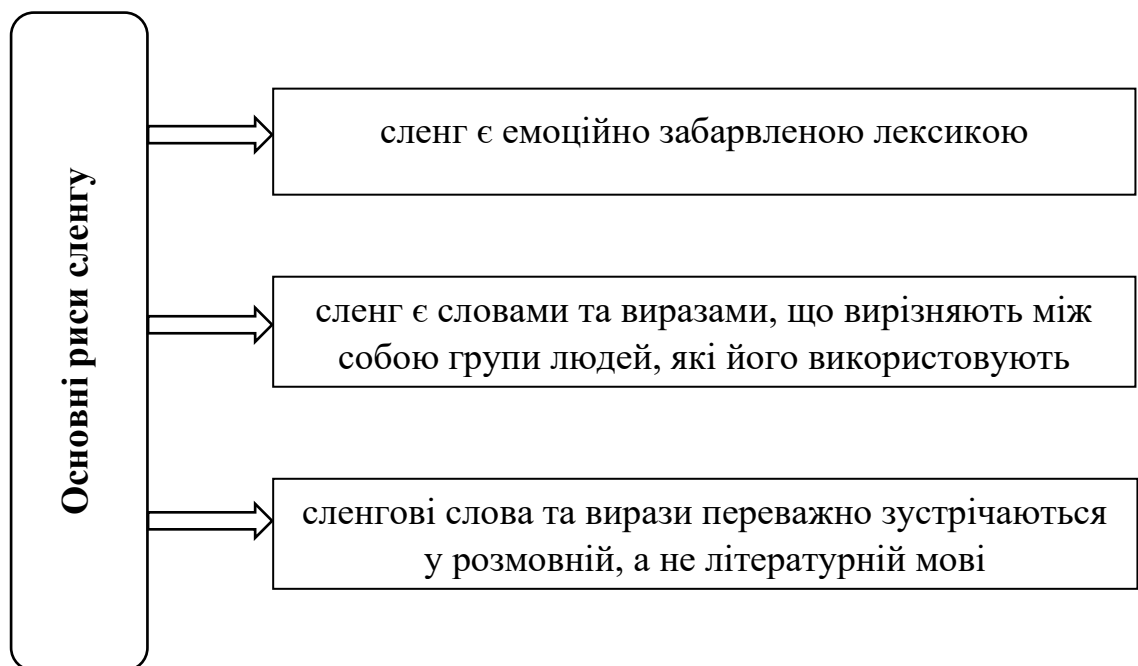 Основні риси сленгу
сленг є емоційно забарвленою лексикою
сленг є словами та виразами, що вирізняють між
собою групи людей, які його використовують
сленгові слова та вирази переважно зустрічаються
у розмовній, а не літературній мові